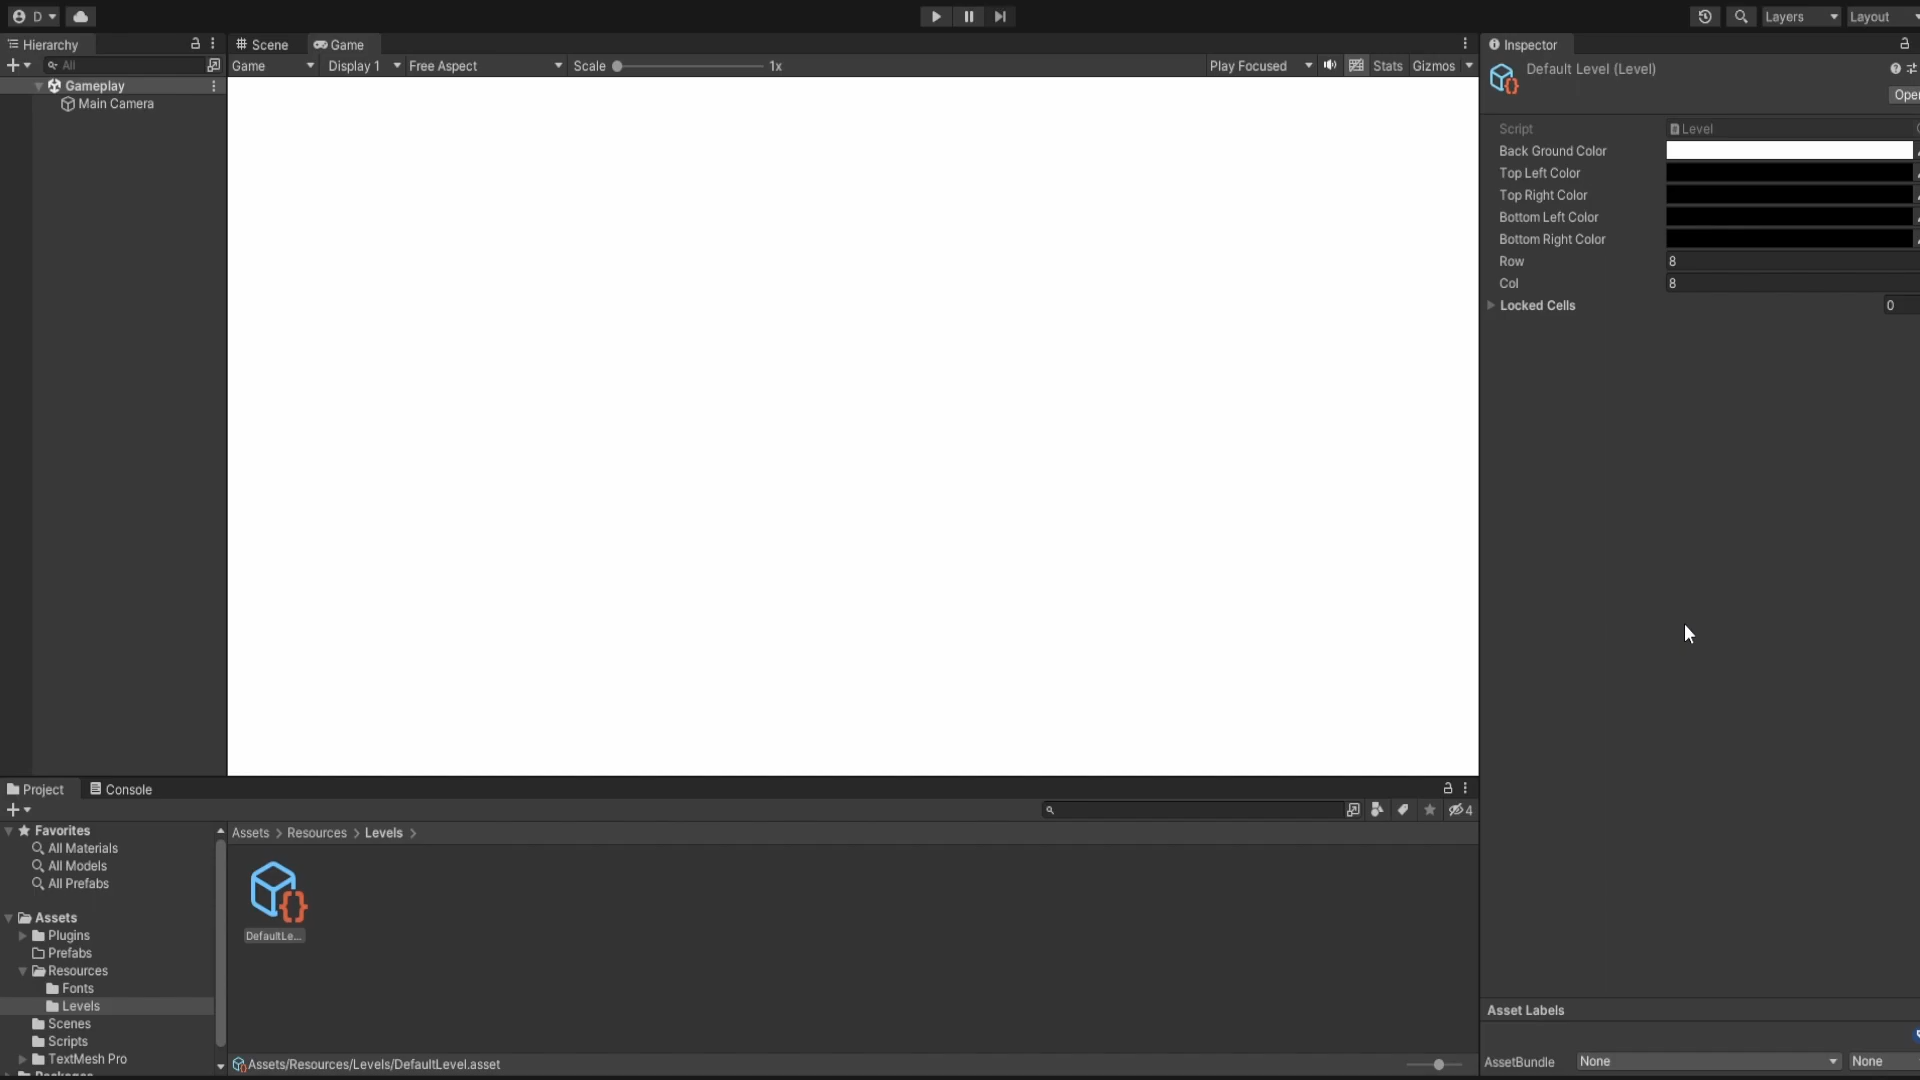 D
Layers
Layout
Hierarchy
All
Gameplay
Main Camera
Scene
Game
Game
Display 1
Free Aspect
Scale
1x
Play Focused
Stats
Gizmos
Inspector
Default Level (Level)
Oper
Script
Level
Back Ground Color
Top Left Color
Top Right Color
Bottom Left Color
Bottom Right Color
Row
8
Col
8
Locked Cells
0
Project
Console
4
Favorites
All Materials
All Models
All Prefabs
Assets
Plugins
Prefabs
Resources
Fonts
Levels
Scenes
Scripts
TextMesh Pro
Assets > Resources > Levels >
DefaultLe...
Assets/Resources/Levels/DefaultLevel.asset
Asset Labels
AssetBundle
None
None